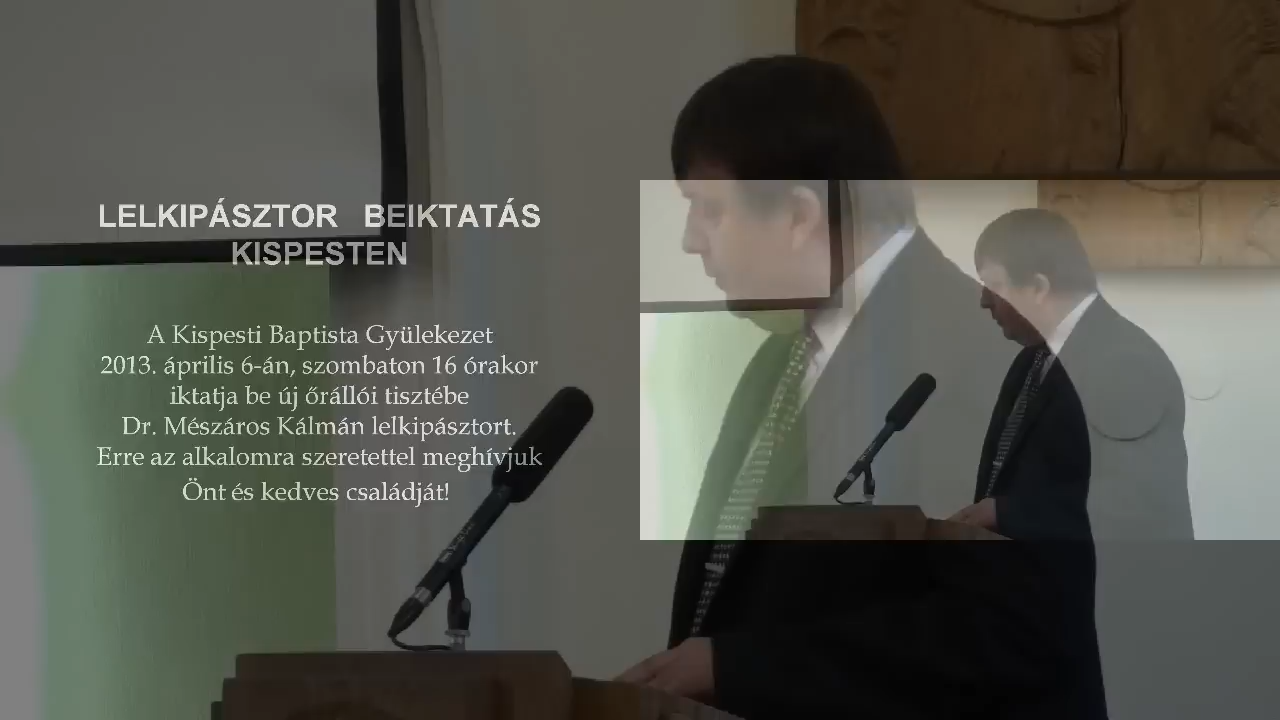 LELKIPÁSZTOR BEIKTATÁS
KISPESTEN
A Kispesti Baptista Gyülekezet
2013. április 6-án, szombaton 16 órakor
iktatja be új őrállói tisztébe
Dr. Mészáros Kálmán lelkipásztort.
Erre az alkalomra szeretettel meghívjuk
Önt és kedves családját!